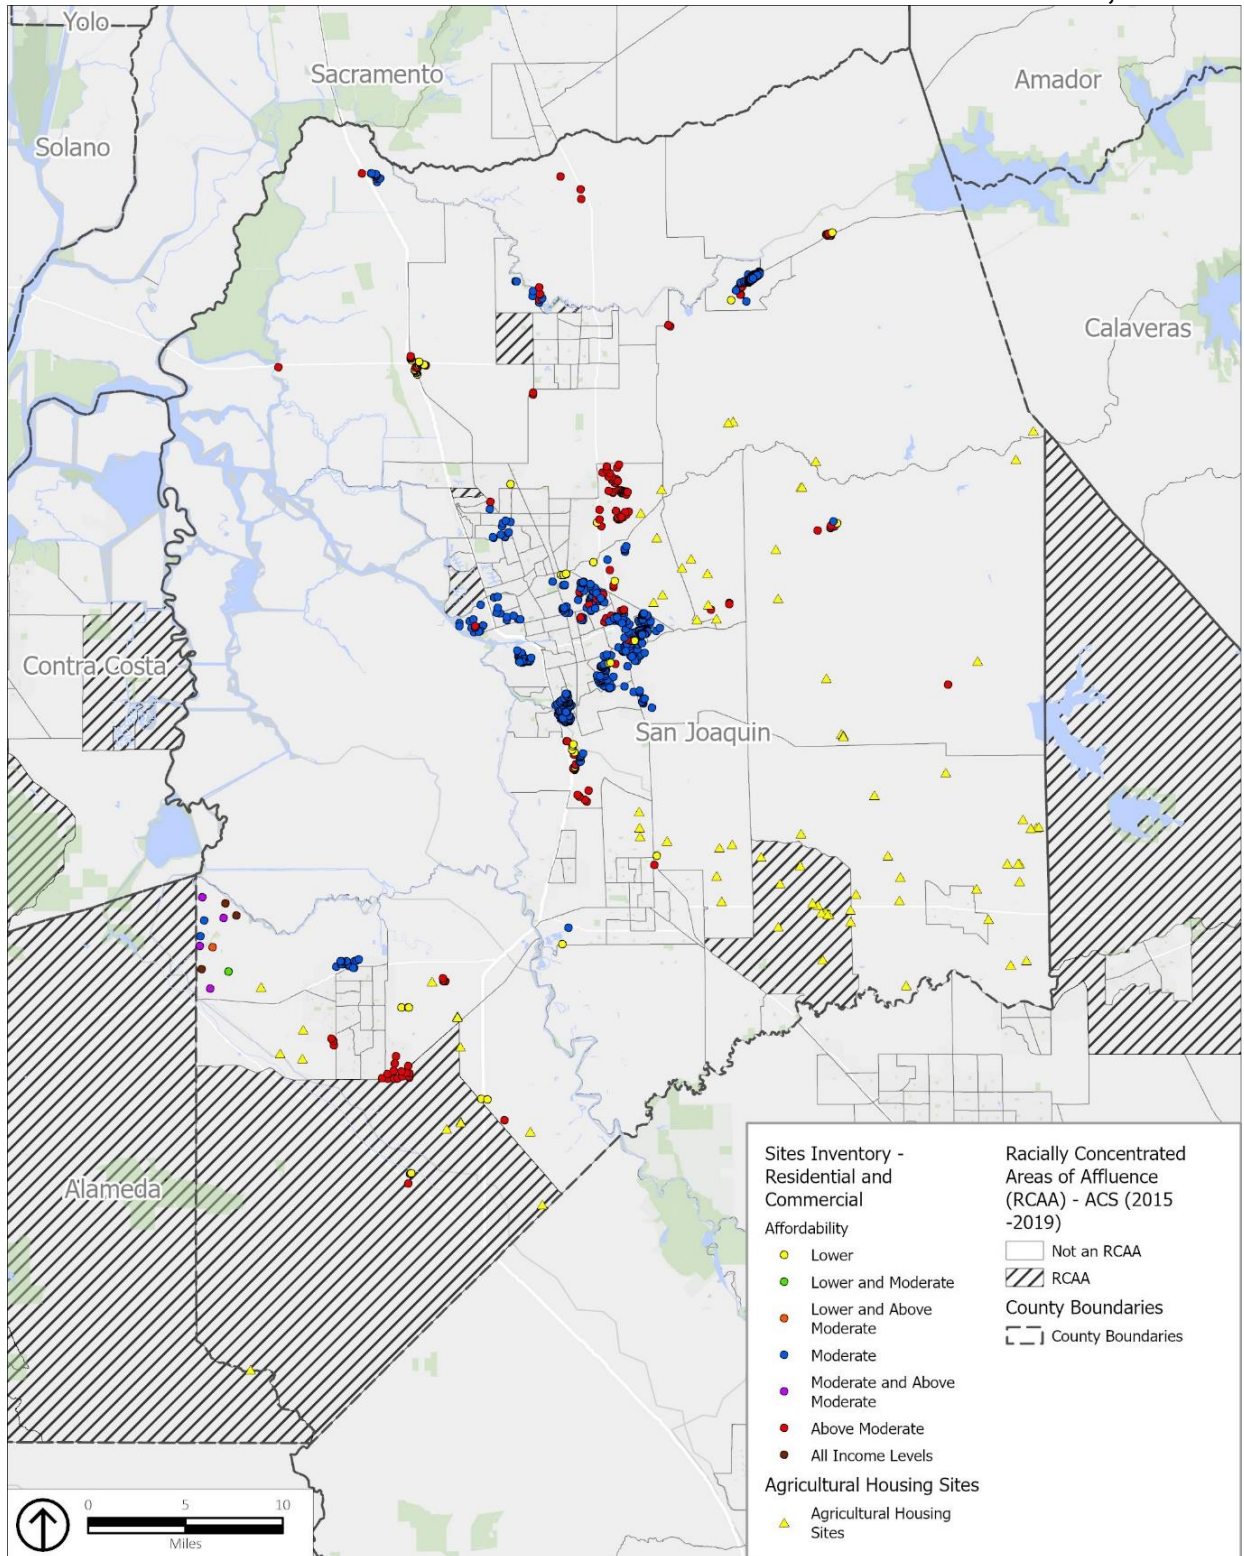 Yolo
Sacramento
Amador
Solano
Calaveras
Contra Costa
San Joaquin
Alameda
Sites Inventory -
Residential and
Commercial
Affordability
Lower
Lower and Moderate
Lower and Above
Moderate
Moderate
Moderate and Above
Moderate
Above Moderate
All Income Levels
Agricultural Housing Sites
Agricultural Housing
Sites
Racially Concentrated
Areas of Affluence
(RCAA) - ACS (2015
-2019)
Not an RCAA
RCAA
County Boundaries
County Boundaries
0 5 10
Miles